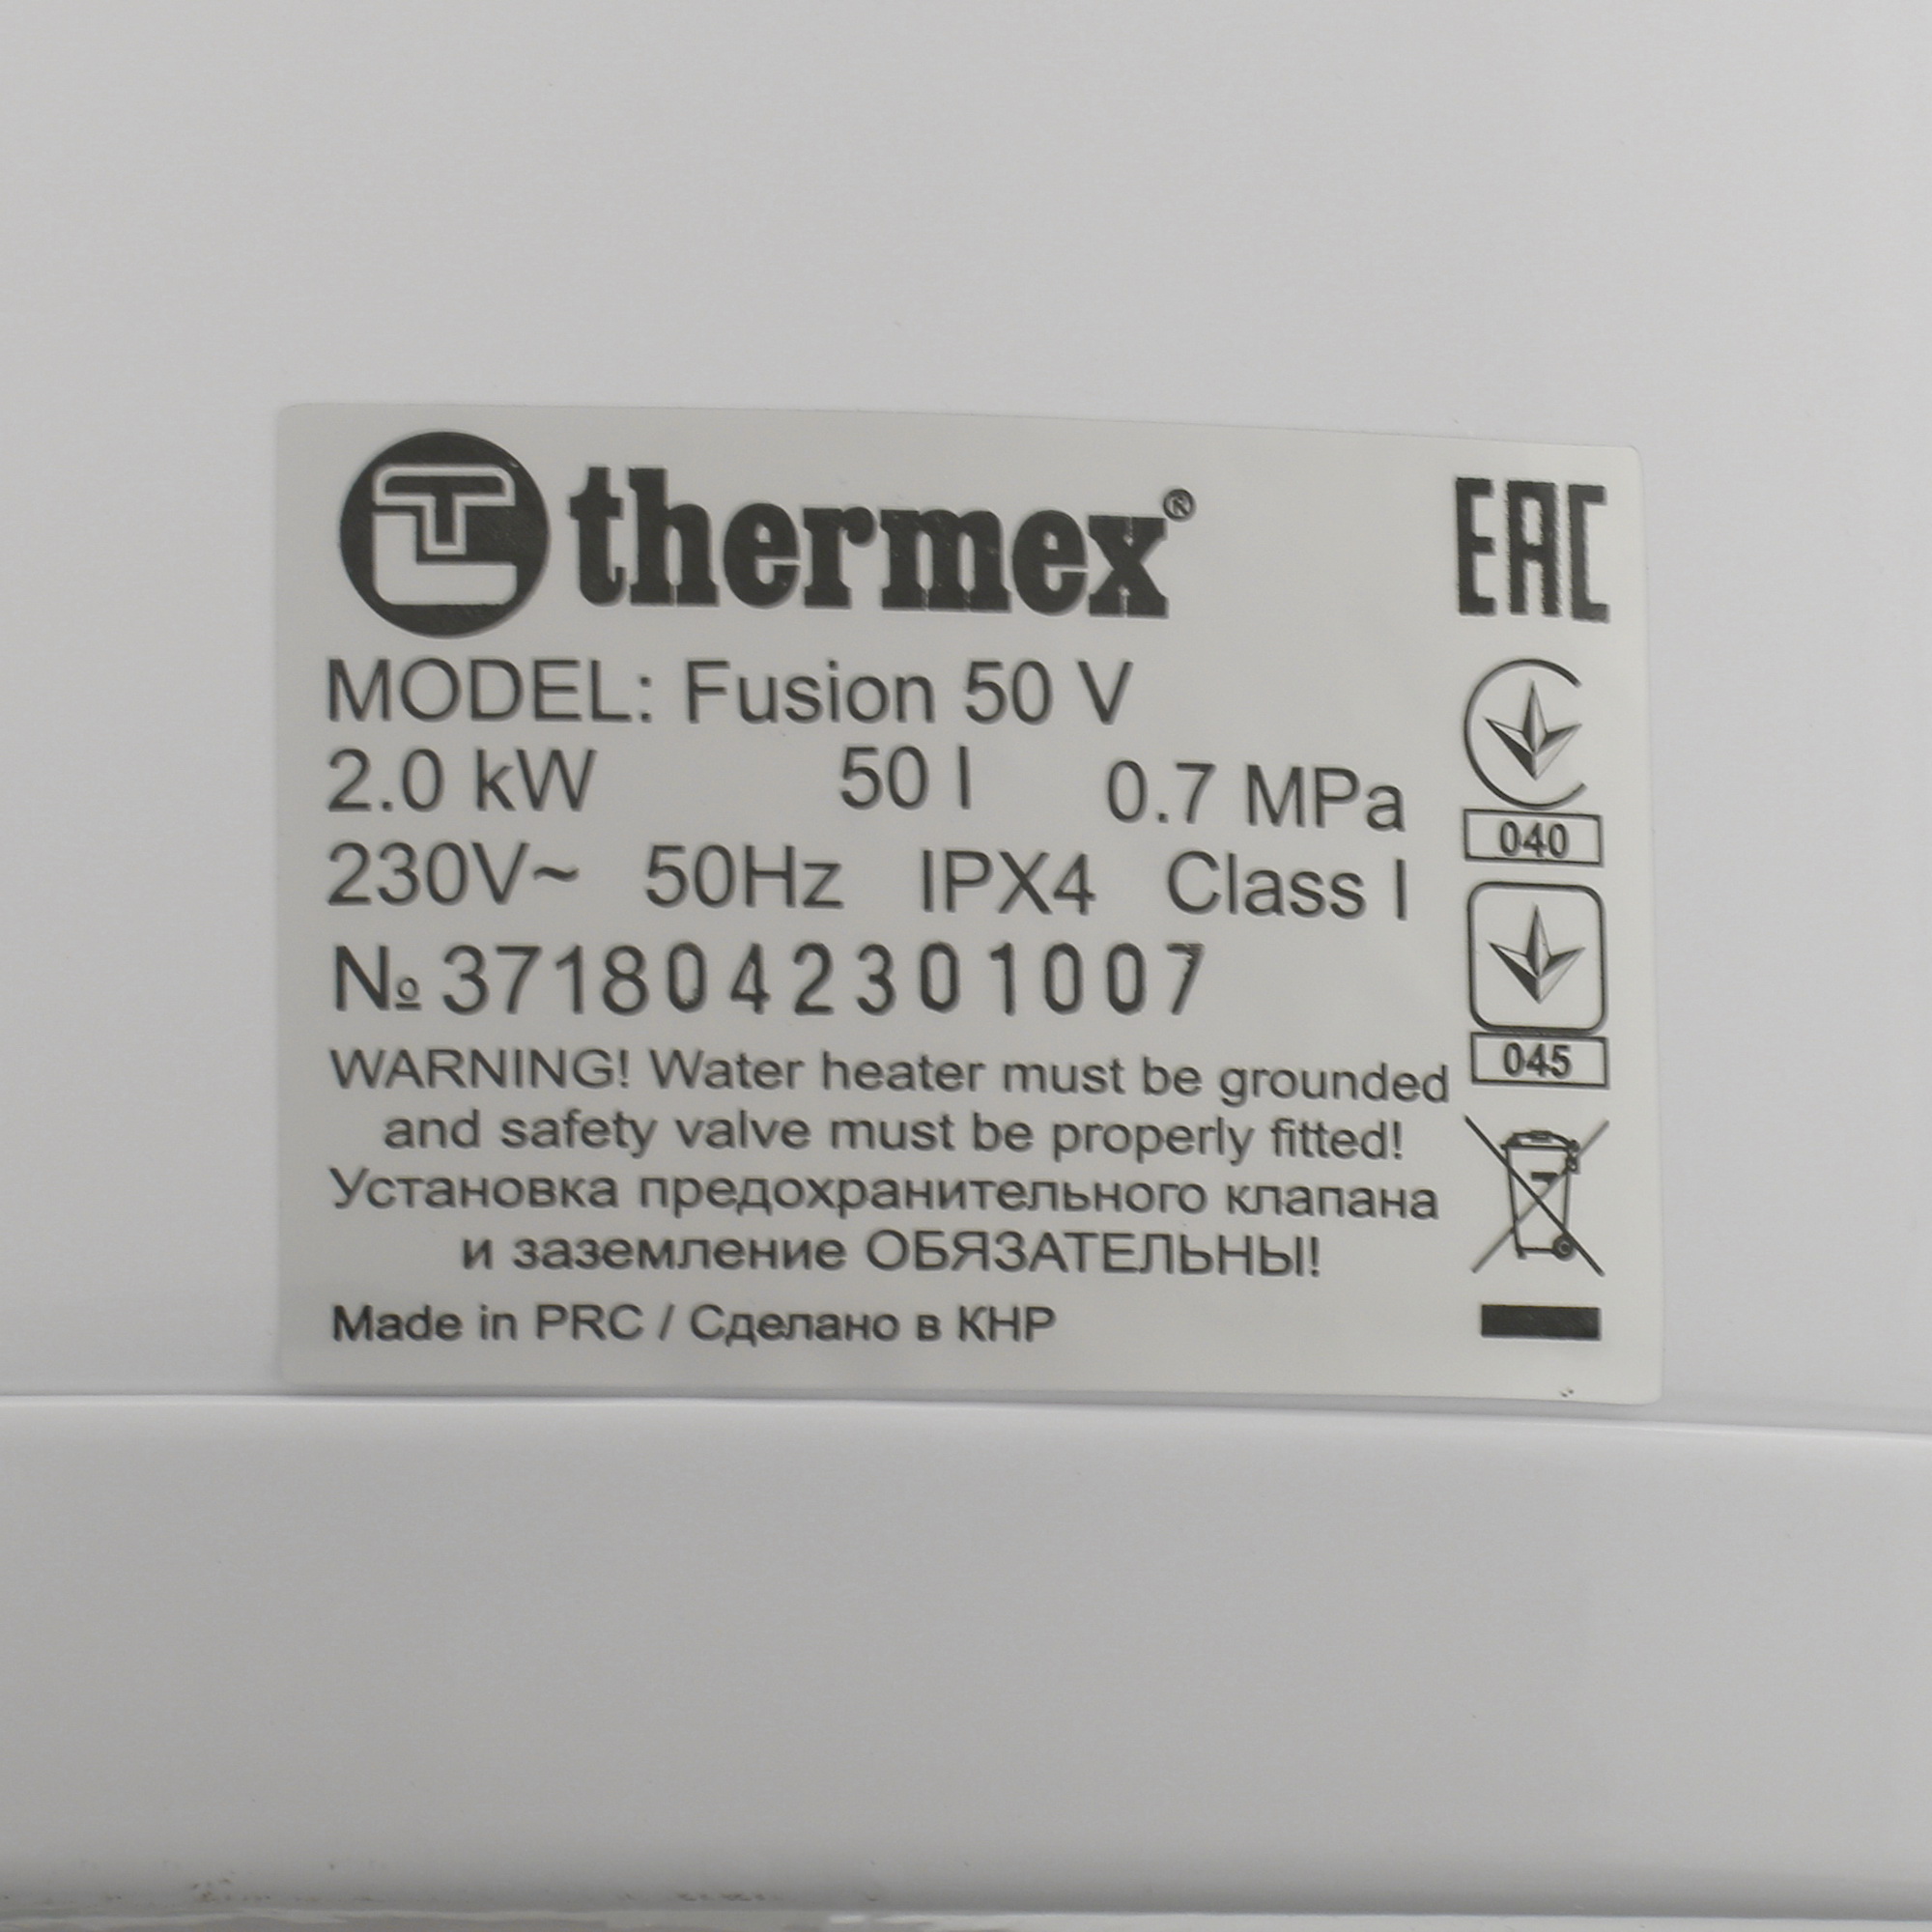 thermex®
EAC
MODEL: Fusion 50 V
2.0 kW 50 l 0.7 MPa
040
230V~ 50Hz IPX4 Class I
№ 3718042301007
045
WARNING! Water heater must be grounded
and safety valve must be properly fitted!
Установка предохранительного клапана
и заземление ОБЯЗАТЕЛЬНЫ!
Made in PRC / Сделано в КНР